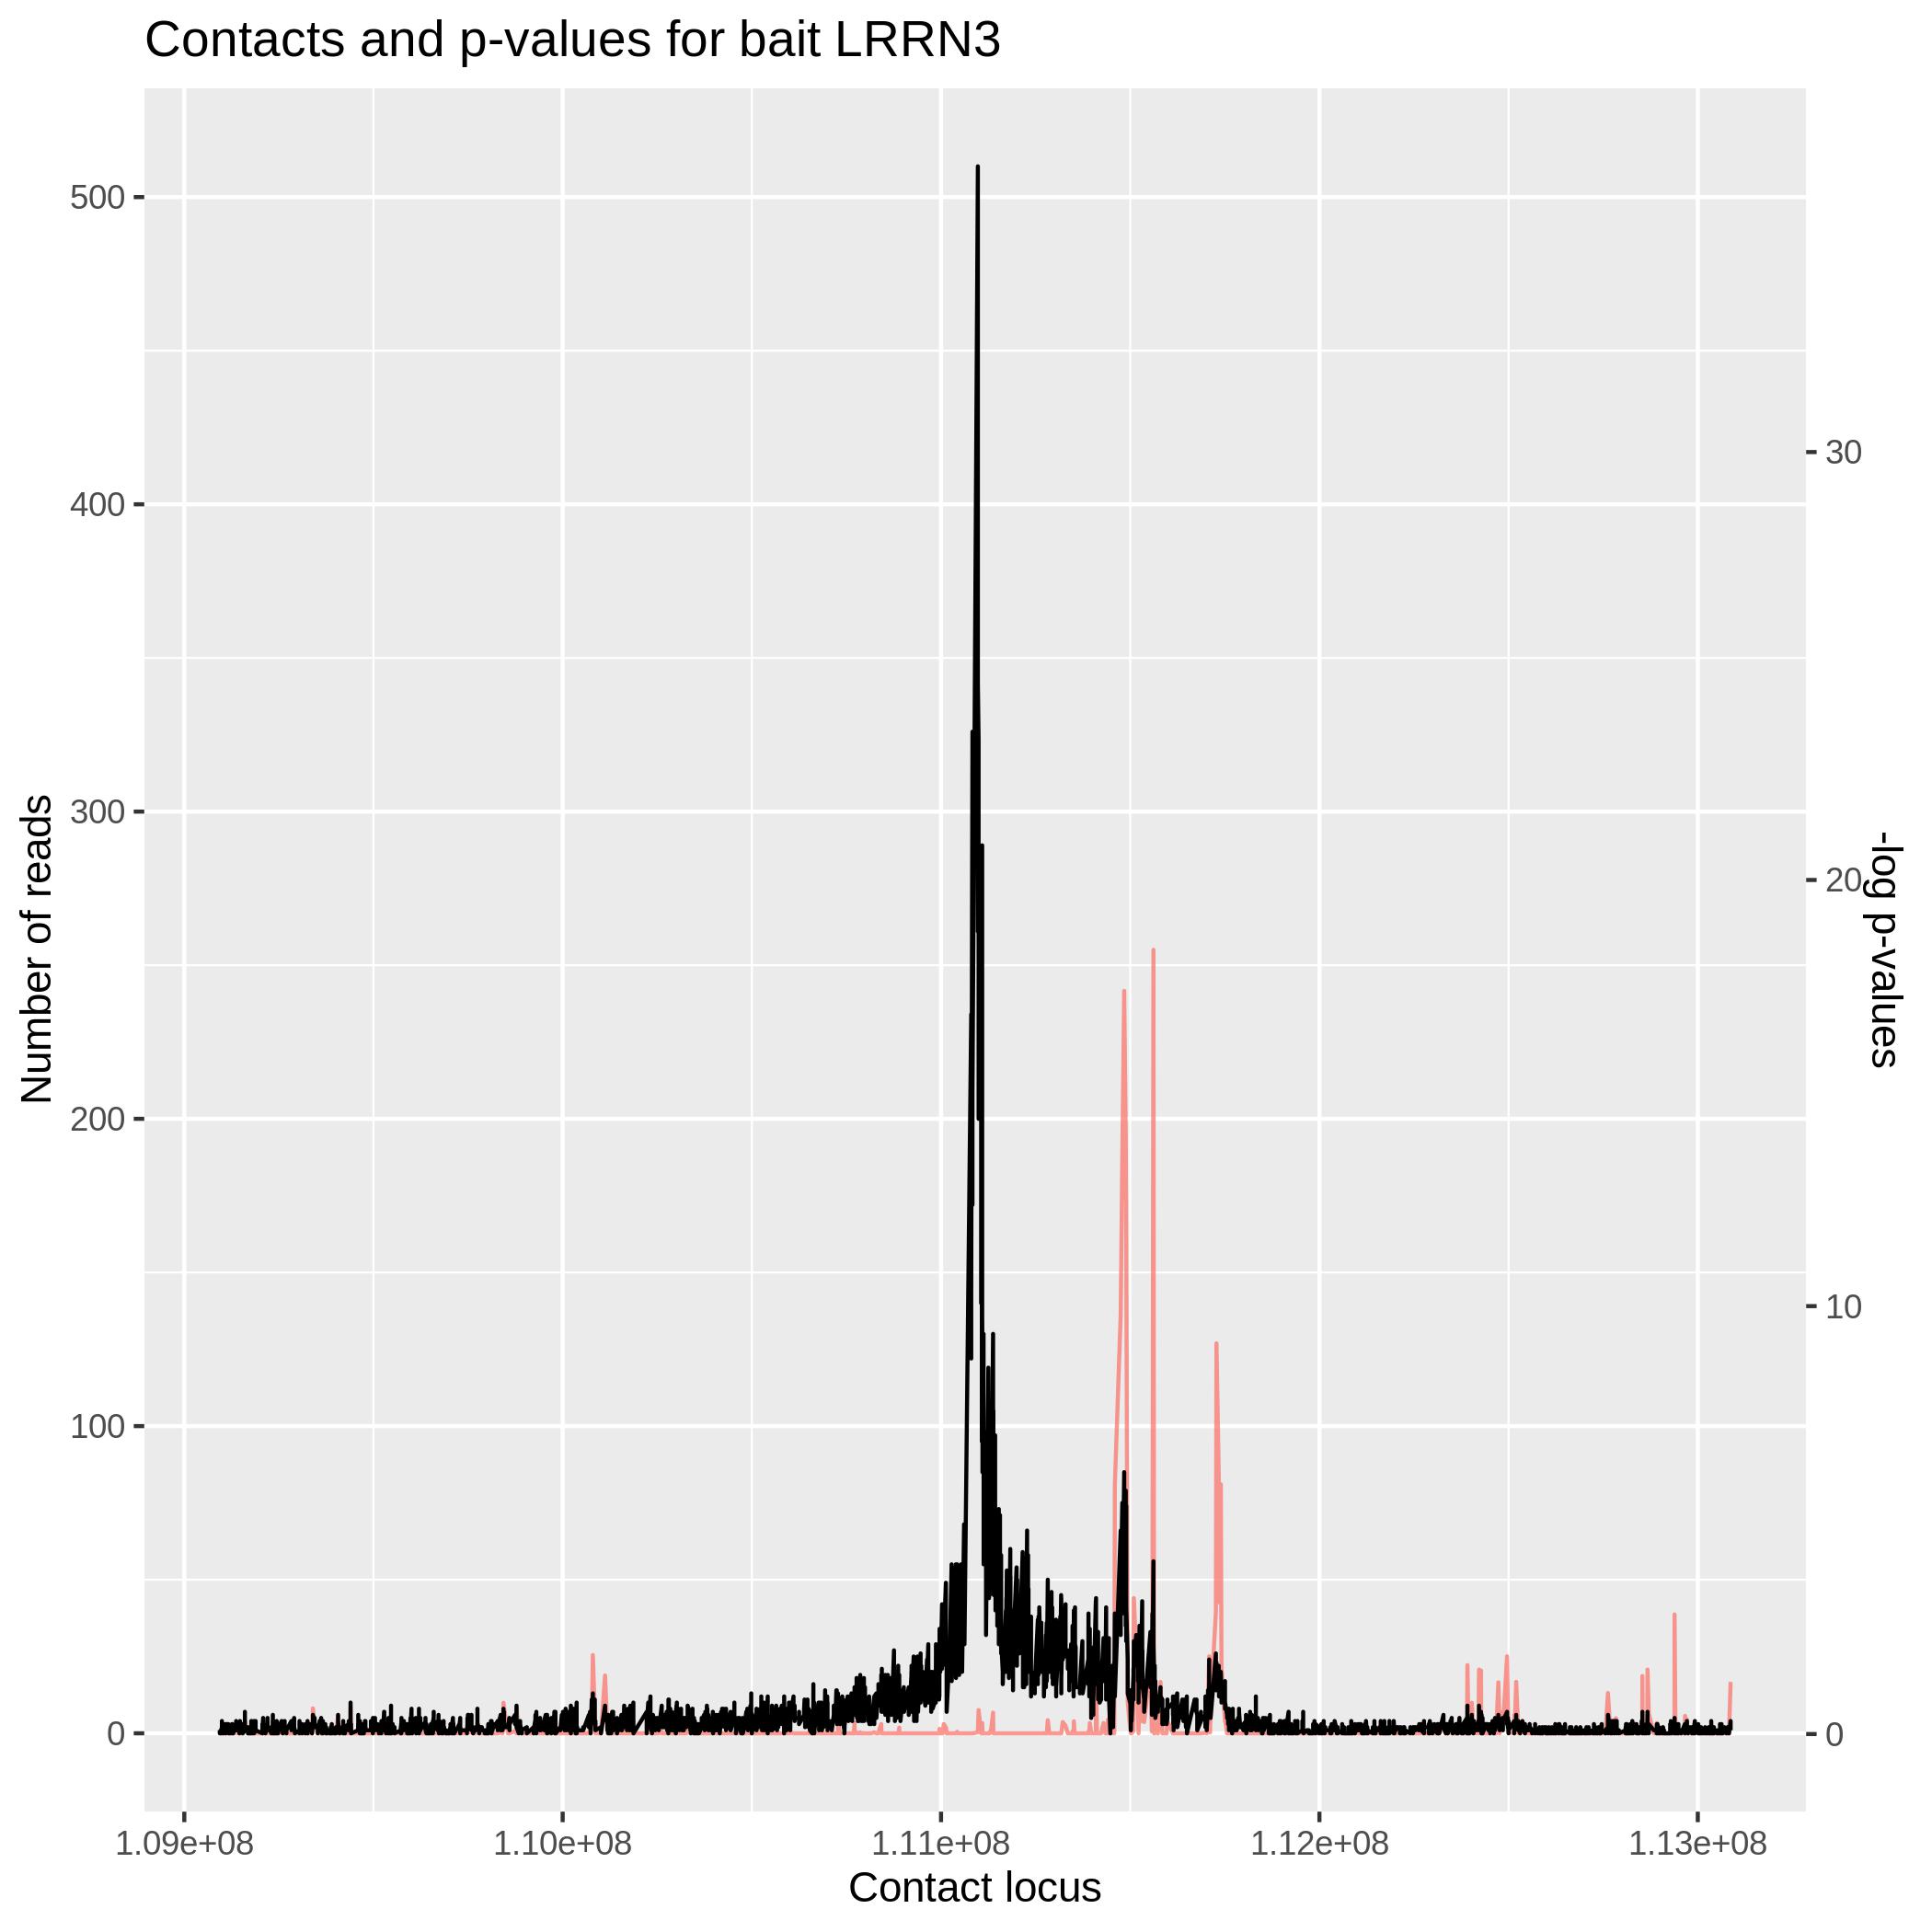 Contacts and p-values for bait LRRN3
500
400
300
200
100
0
Number of reads
30
20
10
0
-log p-values
1.09e+08
1.10e+08
1.11e+08
1.12e+08
1.13e+08
Contact locus